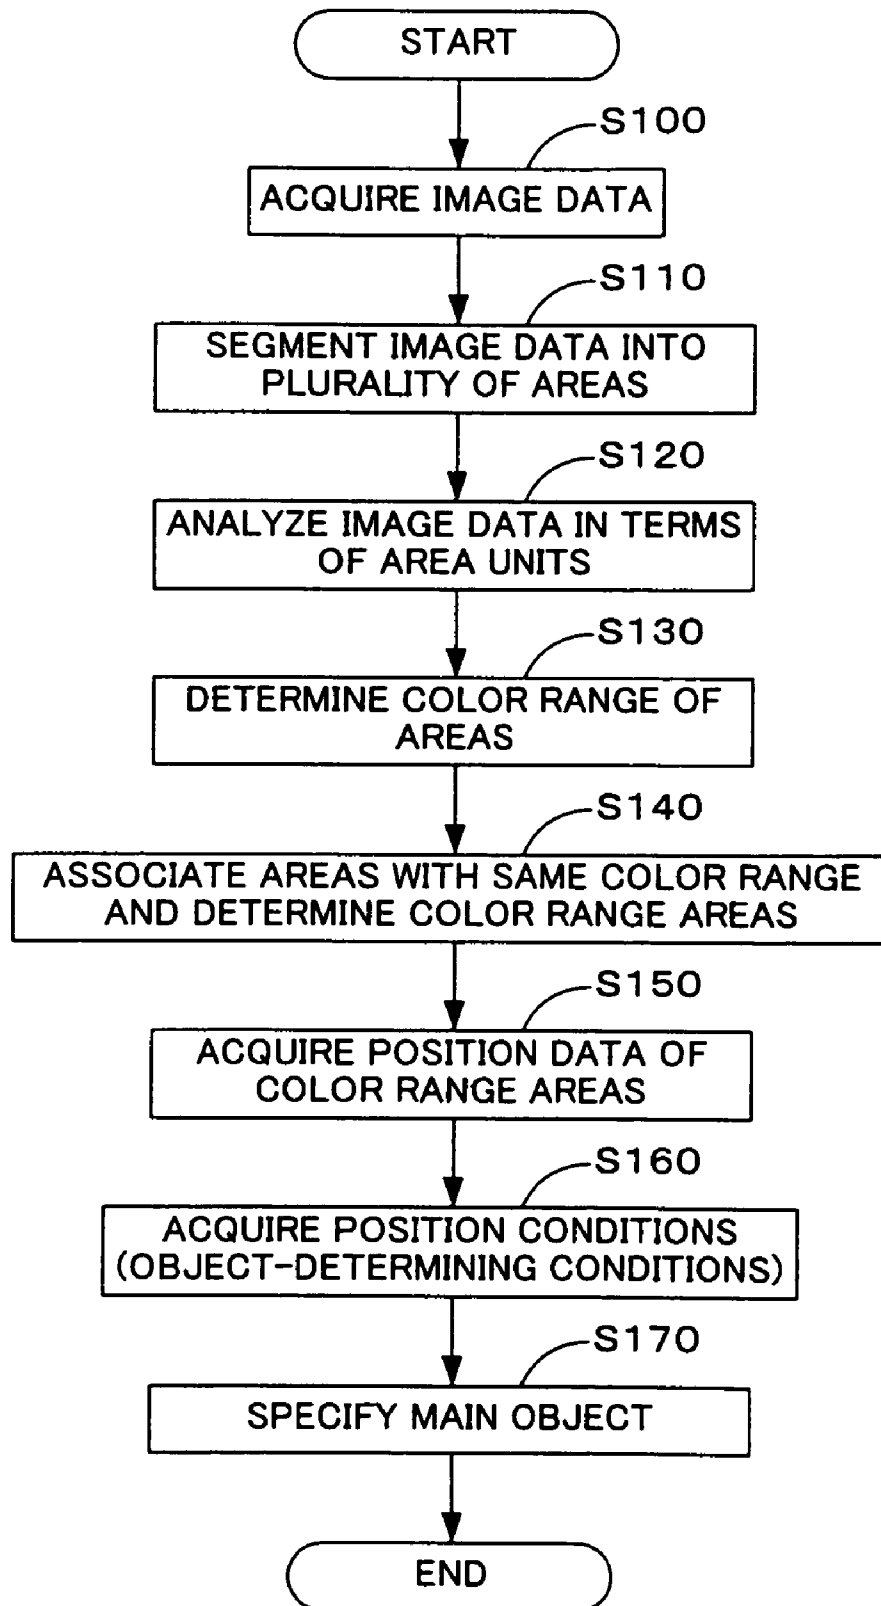 START
S100
ACQUIRE IMAGE DATA
S110
SEGMENT IMAGE DATA INTO
PLURALITY OF AREAS
S120
ANALYZE IMAGE DATA IN TERMS
OF AREA UNITS
S130
DETERMINE COLOR RANGE OF
AREAS
S140
ASSOCIATE AREAS WITH SAME COLOR RANGE
AND DETERMINE COLOR RANGE AREAS
S150
ACQUIRE POSITION DATA OF
COLOR RANGE AREAS
S160
ACQUIRE POSITION CONDITIONS
(OBJECT-DETERMINING CONDITIONS)
S170
SPECIFY MAIN OBJECT
END